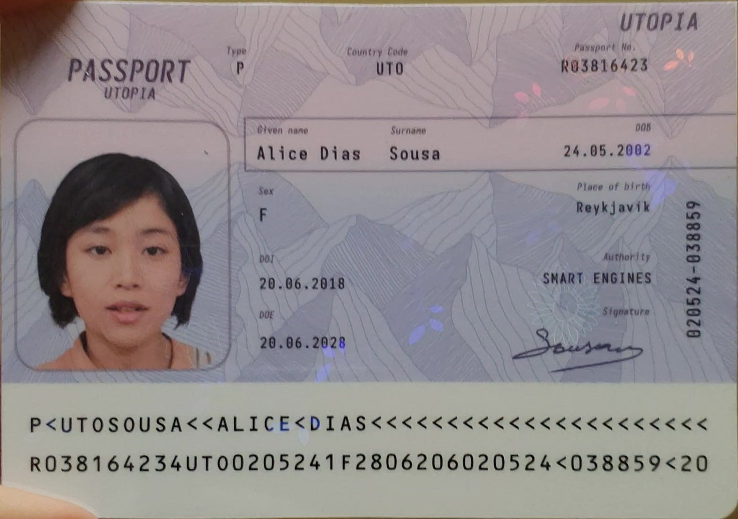 UTOPIA
PASSPORT
UTOPIA
Type
P
Country Code
UTO
Passport No.
R03816423
Given name
Alice Dias
Surname
Sousa
DOB
24.05.2002
Sex
F
Place of birth
Reykjavik
DOI
20.06.2018
Authority
SMART ENGINES
DOE
20.06.2028
Signature
Sousa
020524-038859
P<UTOSOUSA<<ALICE<DIAS<<<<<<<<<<<<<<<<<<<<<<
R038164234UTO0205241F2806206020524<038859<20